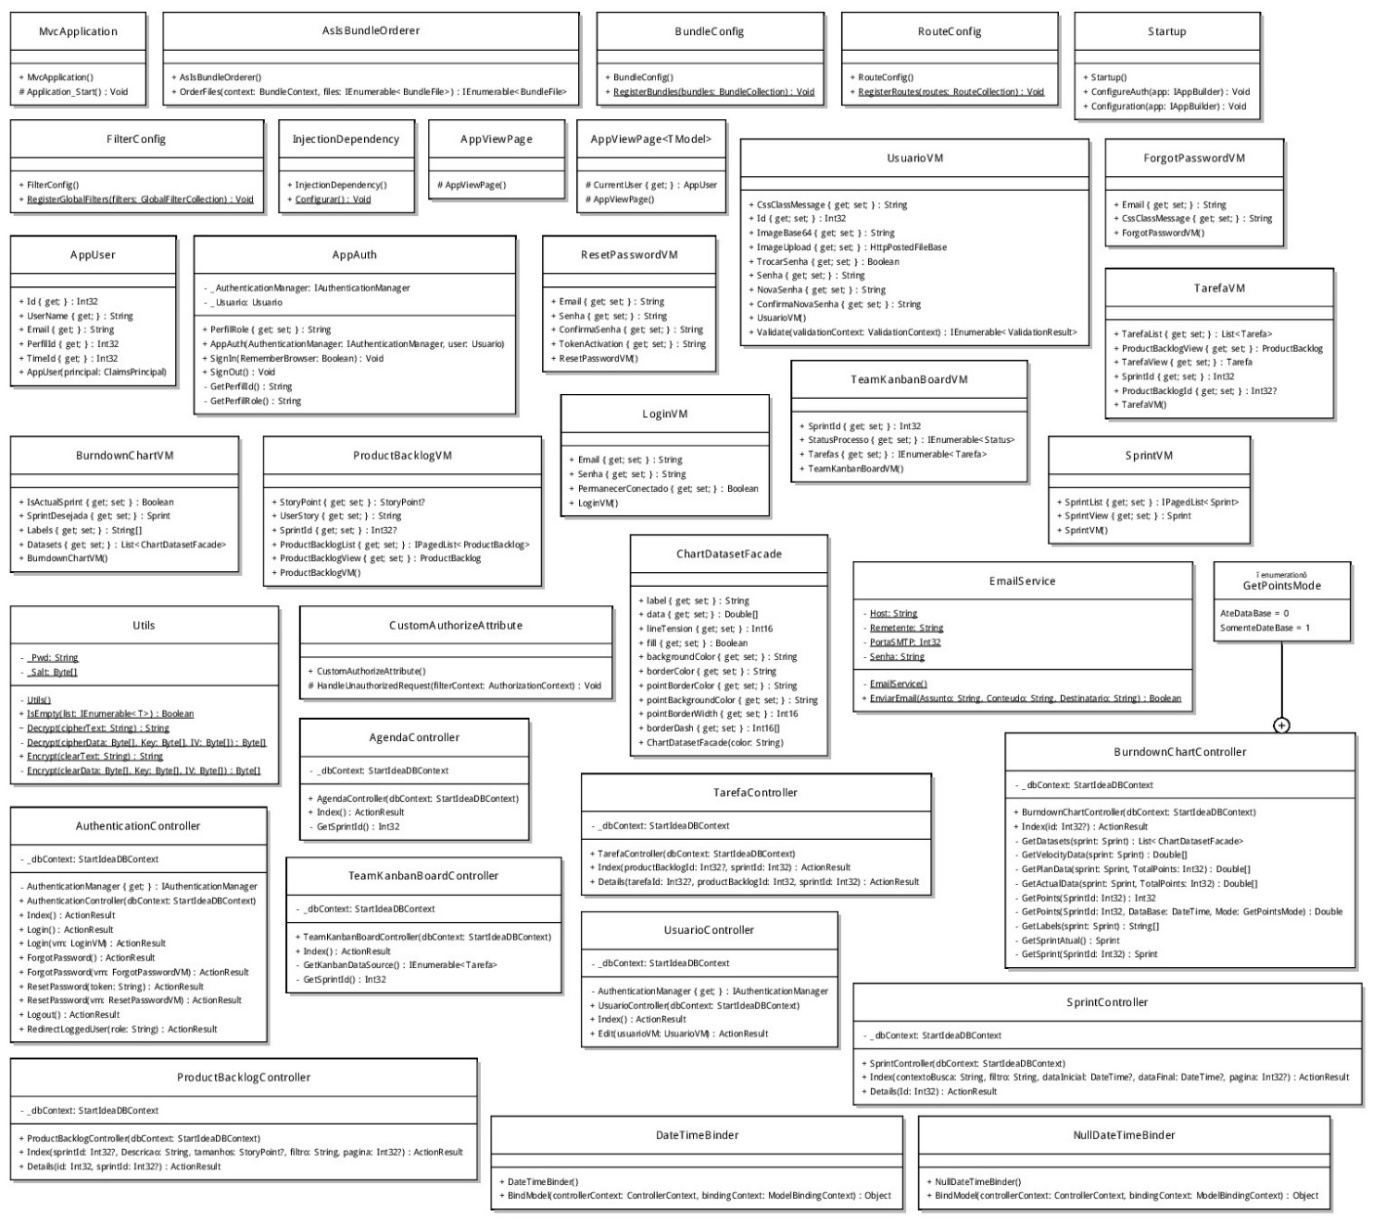 MvcApplication
+ MvcApplication()
# Application_Start() : Void
AsIsBundleOrderer
+ AsIsBundleOrderer()
+ OrderFiles(context: BundleContext, files: IEnumerable<BundleFile>) : IEnumerable<BundleFile>
BundleConfig
+ BundleConfig()
+ RegisterBundles(bundles: BundleCollection) : Void
RouteConfig
+ RouteConfig()
+ RegisterRoutes(routes: RouteCollection) : Void
Startup
+ Startup()
+ ConfigureAuth(app: IAppBuilder) : Void
+ Configuration(app: IAppBuilder) : Void
FilterConfig
+ FilterConfig()
+ RegisterGlobalFilters(filters: GlobalFilterCollection) : Void
InjectionDependency
+ InjectionDependency()
+ Configurar() : Void
AppViewPage
# AppViewPage()
AppViewPage<TModel>
# CurrentUser { get; } : AppUser
# AppViewPage()
UsuarioVM
+ CssClassMessage { get; set; } : String
+ Id { get; set; } : Int32
+ ImageBase64 { get; set; } : String
+ ImageUpload { get; set; } : HttpPostedFileBase
+ TrocarSenha { get; set; } : Boolean
+ Senha { get; set; } : String
+ NovaSenha { get; set; } : String
+ ConfirmaNovaSenha { get; set; } : String
+ UsuarioVM()
+ Validate(validationContext: ValidationContext) : IEnumerable<ValidationResult>
ForgotPasswordVM
+ Email { get; set; } : String
+ CssClassMessage { get; set; } : String
+ ForgotPasswordVM()
AppUser
+ Id { get; } : Int32
+ UserName { get; } : String
+ Email { get; } : String
+ PerfilId { get; } : Int32
+ TimeId { get; } : Int32
+ AppUser(principal: ClaimsPrincipal)
AppAuth
- _AuthenticationManager: IAuthenticationManager
- _Usuario: Usuario
+ PerfilRole { get; set; } : String
+ AppAuth(AuthenticationManager: IAuthenticationManager, user: Usuario)
+ SignIn(RememberBrowser: Boolean) : Void
+ SignOut() : Void
- GetPerfilId() : String
- GetPerfilRole() : String
ResetPasswordVM
+ Email { get; set; } : String
+ Senha { get; set; } : String
+ ConfirmaSenha { get; set; } : String
+ TokenActivation { get; set; } : String
+ ResetPasswordVM()
TarefaVM
+ TarefaList { get; set; } : List<Tarefa>
+ ProductBacklogView { get; set; } : ProductBacklog
+ TarefaView { get; set; } : Tarefa
+ SprintId { get; set; } : Int32
+ ProductBacklogId { get; set; } : Int32?
+ TarefaVM()
TeamKanbanBoardVM
+ SprintId { get; set; } : Int32
+ StatusProcesso { get; set; } : IEnumerable<Status>
+ Tarefas { get; set; } : IEnumerable<Tarefa>
+ TeamKanbanBoardVM()
LoginVM
+ Email { get; set; } : String
+ Senha { get; set; } : String
+ PermanecerConectado { get; set; } : Boolean
+ LoginVM()
BurndownChartVM
+ IsActualSprint { get; set; } : Boolean
+ SprintDesejada { get; set; } : Sprint
+ Labels { get; set; } : String[]
+ Datasets { get; set; } : List<ChartDatasetFacade>
+ BurndownChartVM()
ProductBacklogVM
+ StoryPoint { get; set; } : StoryPoint?
+ UserStory { get; set; } : String
+ SprintId { get; set; } : Int32?
+ ProductBacklogList { get; set; } : IPagedList<ProductBacklog>
+ ProductBacklogView { get; set; } : ProductBacklog
+ ProductBacklogVM()
SprintVM
+ SprintList { get; set; } : IPagedList<Sprint>
+ SprintView { get; set; } : Sprint
+ SprintVM()
ChartDatasetFacade
+ label { get; set; } : String
+ data { get; set; } : Double[]
+ lineTension { get; set; } : Int16
+ fill { get; set; } : Boolean
+ backgroundColor { get; set; } : String
+ borderColor { get; set; } : String
+ pointBorderColor { get; set; } : String
+ pointBackgroundColor { get; set; } : String
+ pointBorderWidth { get; set; } : Int16
+ borderDash { get; set; } : Int16[]
+ ChartDatasetFacade(color: String)
EmailService
- Host: String
- Remetente: String
- PortaSMTP: Int32
- Senha: String
- EmailService()
+ EnviarEmail(Assunto: String, Conteudo: String, Destinatario: String) : Boolean
Ïenumerationð
GetPointsMode
AteDataBase = 0
SomenteDateBase = 1
Utils
- _Pwd: String
- _Salt: Byte[]
- Utils()
+ IsEmpty(list: IEnumerable<T>) : Boolean
~ Decrypt(cipherText: String) : String
- Decrypt(cipherData: Byte[], Key: Byte[], IV: Byte[]) : Byte[]
+ Encrypt(clearText: String) : String
- Encrypt(clearData: Byte[], Key: Byte[], IV: Byte[]) : Byte[]
CustomAuthorizeAttribute
+ CustomAuthorizeAttribute()
# HandleUnauthorizedRequest(filterContext: AuthorizationContext) : Void
AgendaController
- _dbContext: StartIdeaDBContext
+ AgendaController(dbContext: StartIdeaDBContext)
+ Index() : ActionResult
- GetSprintId() : Int32
TarefaController
- _dbContext: StartIdeaDBContext
+ TarefaController(dbContext: StartIdeaDBContext)
+ Index(productBacklogId: Int32?, sprintId: Int32) : ActionResult
+ Details(tarefaId: Int32?, productBacklogId: Int32, sprintId: Int32) : ActionResult
BurndownChartController
- _dbContext: StartIdeaDBContext
+ BurndownChartController(dbContext: StartIdeaDBContext)
+ Index(id: Int32?) : ActionResult
- GetDatasets(sprint: Sprint) : List<ChartDatasetFacade>
- GetVelocityData(sprint: Sprint) : Double[]
- GetPlanData(sprint: Sprint, TotalPoints: Int32) : Double[]
- GetActualData(sprint: Sprint, TotalPoints: Int32) : Double[]
- GetPoints(SprintId: Int32) : Int32
- GetPoints(SprintId: Int32, DataBase: DateTime, Mode: GetPointsMode) : Double
- GetLabels(sprint: Sprint) : String[]
- GetSprintAtual() : Sprint
- GetSprint(SprintId: Int32) : Sprint
AuthenticationController
- _dbContext: StartIdeaDBContext
- AuthenticationManager { get; } : IAuthenticationManager
+ AuthenticationController(dbContext: StartIdeaDBContext)
+ Index() : ActionResult
+ Login() : ActionResult
+ Login(vm: LoginVM) : ActionResult
+ ForgotPassword() : ActionResult
+ ForgotPassword(vm: ForgotPasswordVM) : ActionResult
+ ResetPassword(token: String) : ActionResult
+ ResetPassword(vm: ResetPasswordVM) : ActionResult
+ Logout() : ActionResult
+ RedirectLoggedUser(role: String) : ActionResult
TeamKanbanBoardController
- _dbContext: StartIdeaDBContext
+ TeamKanbanBoardController(dbContext: StartIdeaDBContext)
+ Index() : ActionResult
- GetKanbanDataSource() : IEnumerable<Tarefa>
- GetSprintId() : Int32
UsuarioController
- _dbContext: StartIdeaDBContext
- AuthenticationManager { get; } : IAuthenticationManager
+ UsuarioController(dbContext: StartIdeaDBContext)
+ Index() : ActionResult
+ Edit(usuarioVM: UsuarioVM) : ActionResult
SprintController
- _dbContext: StartIdeaDBContext
+ SprintController(dbContext: StartIdeaDBContext)
+ Index(contextoBusca: String, filtro: String, dataInicial: DateTime?, dataFinal: DateTime?, pagina: Int32?) : ActionResult
+ Details(Id: Int32) : ActionResult
ProductBacklogController
- _dbContext: StartIdeaDBContext
+ ProductBacklogController(dbContext: StartIdeaDBContext)
+ Index(sprintId: Int32?, Descricao: String, tamanhos: StoryPoint?, filtro: String, pagina: Int32?) : ActionResult
+ Details(id: Int32, sprintId: Int32?) : ActionResult
DateTimeBinder
+ DateTimeBinder()
+ BindModel(controllerContext: ControllerContext, bindingContext: ModelBindingContext) : Object
NullDateTimeBinder
+ NullDateTimeBinder()
+ BindModel(controllerContext: ControllerContext, bindingContext: ModelBindingContext) : Object